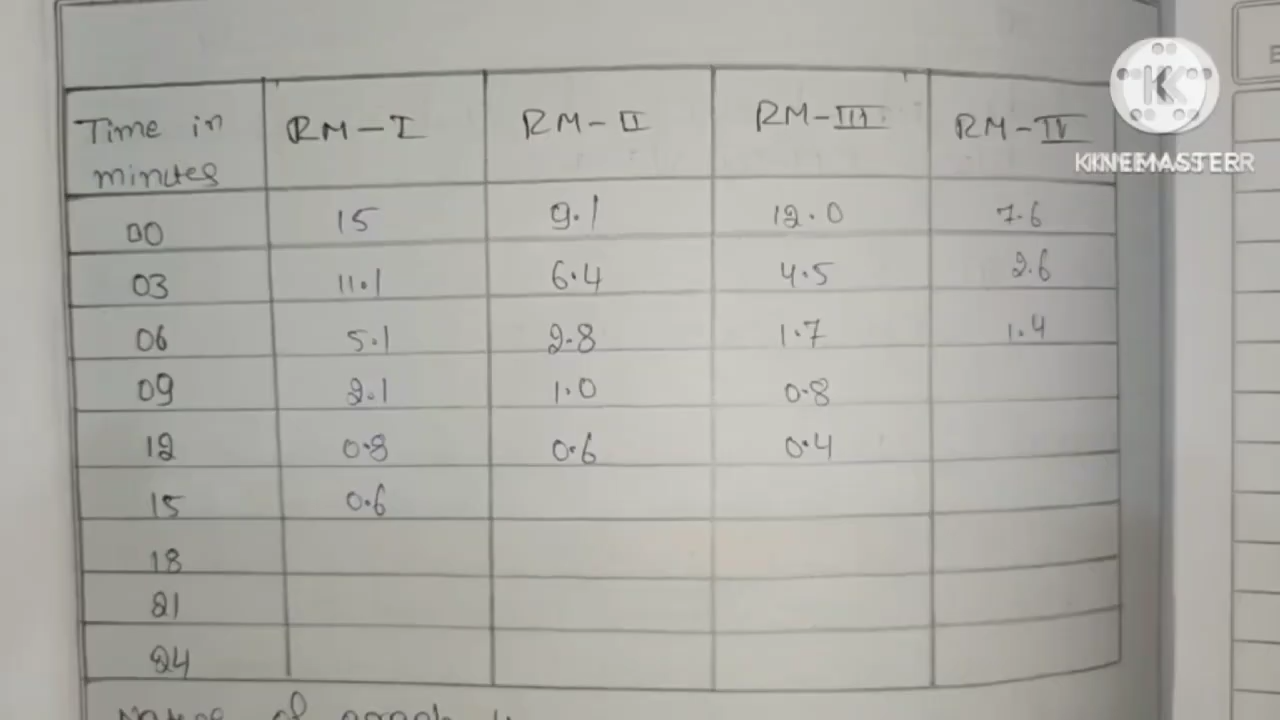 Time in minutes RM-I RM-II RM-III RM-IV
00 15 9.1 12.0 7.6
03 11.1 6.4 4.5 2.6
06 5.1 2.8 1.7 1.4
09 2.1 1.0 0.8
12 0.8 0.6 0.4
15 0.6
18
21
24
of graph
KINEMASTER